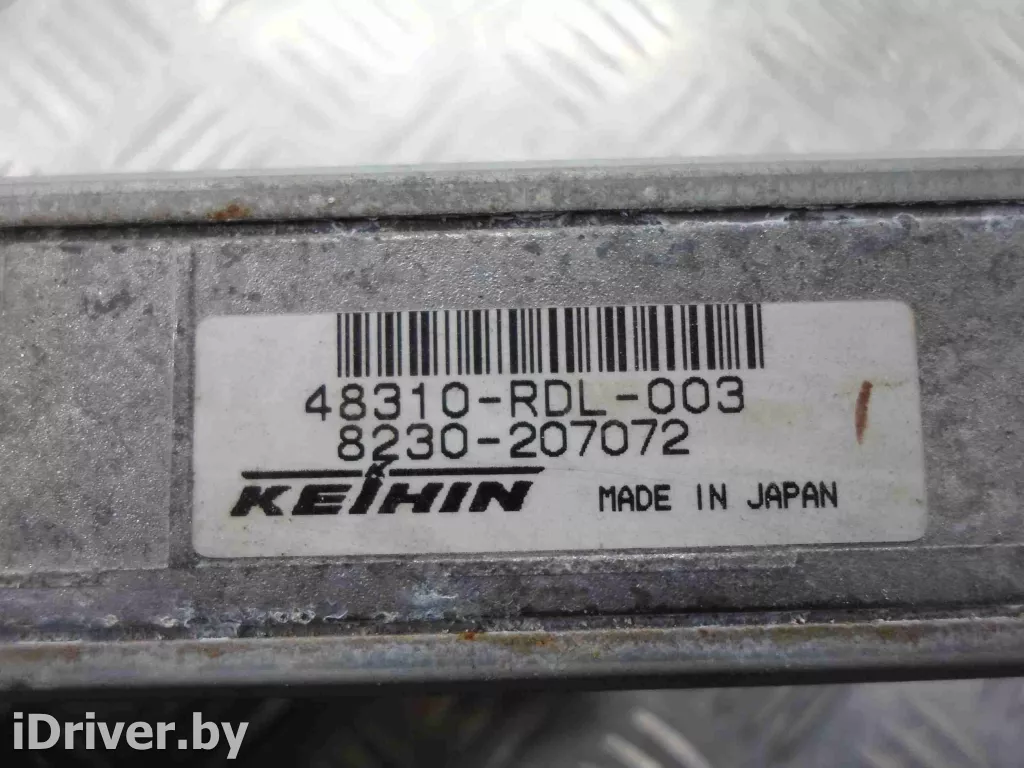 48310-RDL-003
8230-207072
KEIHIN MADE IN JAPAN
iDriver.by